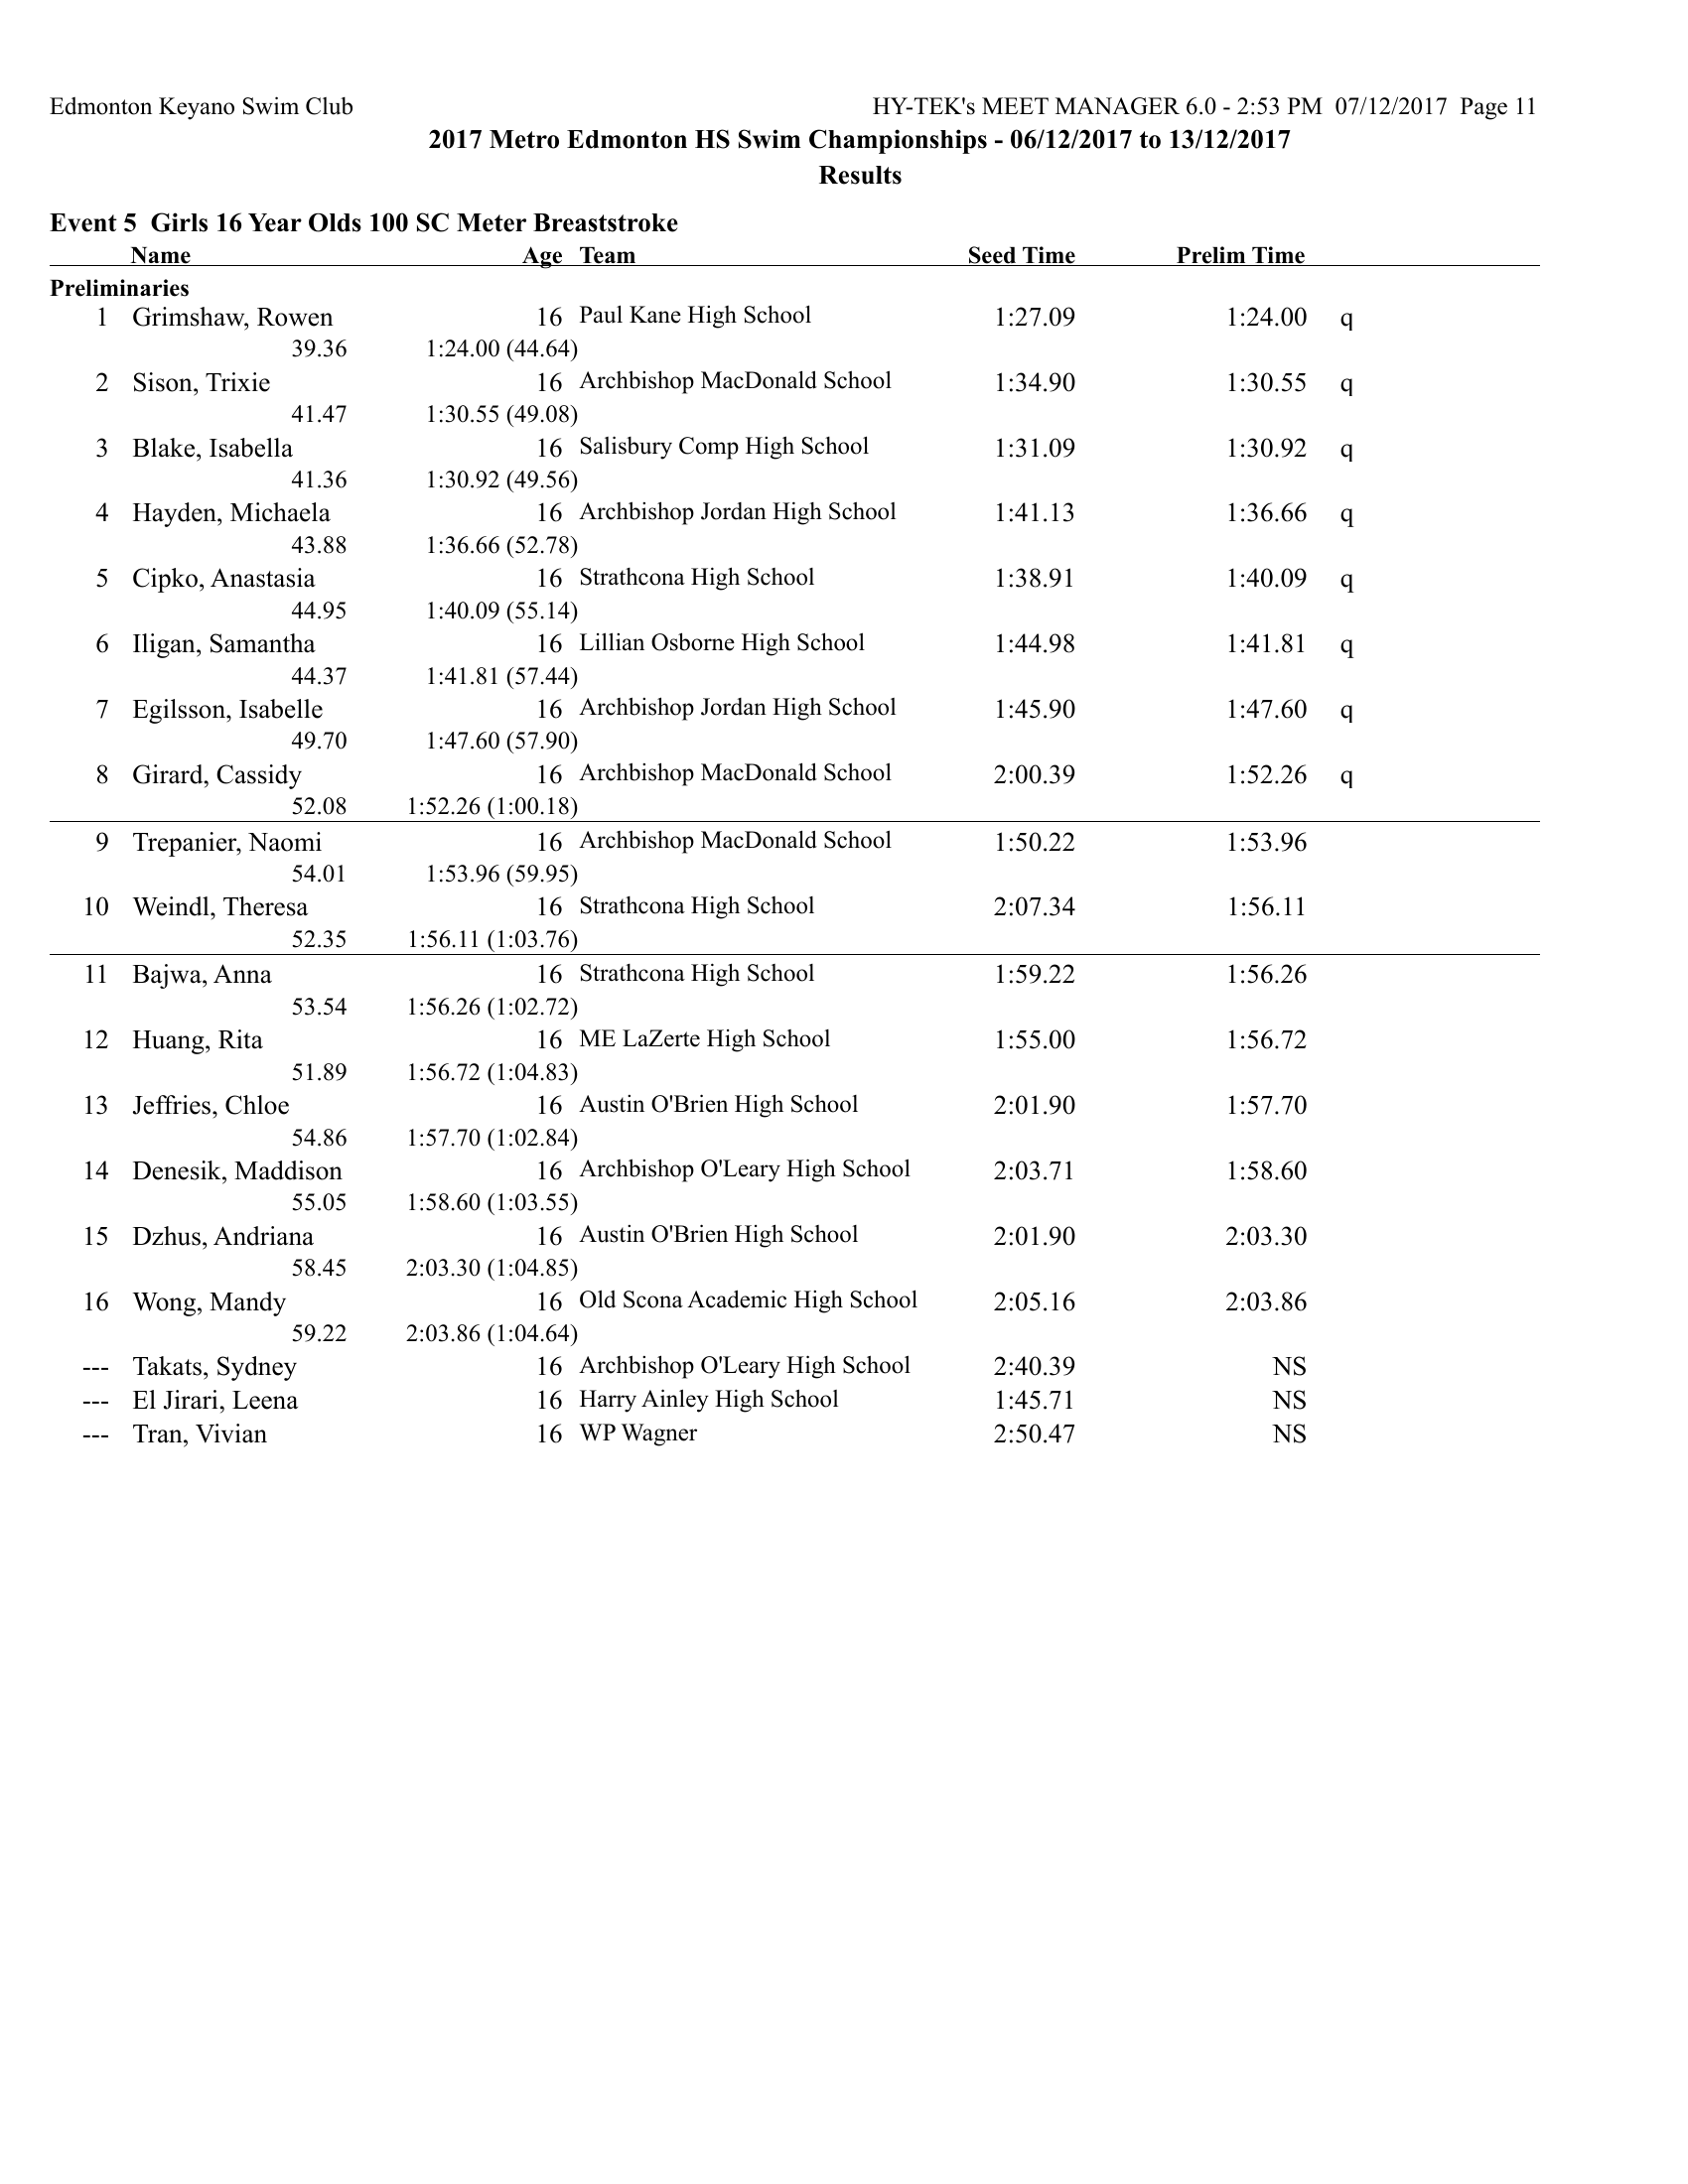 Edmonton Keyano Swim Club HY-TEK's MEET MANAGER 6.0 - 2:53 PM 07/12/2017 Page 11
2017 Metro Edmonton HS Swim Championships - 06/12/2017 to 13/12/2017
Results
Event 5 Girls 16 Year Olds 100 SC Meter Breaststroke
Name Age Team Seed Time Prelim Time
Preliminaries
1 Grimshaw, Rowen 16 Paul Kane High School 1:27.09 1:24.00 q
39.36 1:24.00 (44.64)
2 Sison, Trixie 16 Archbishop MacDonald School 1:34.90 1:30.55 q
41.47 1:30.55 (49.08)
3 Blake, Isabella 16 Salisbury Comp High School 1:31.09 1:30.92 q
41.36 1:30.92 (49.56)
4 Hayden, Michaela 16 Archbishop Jordan High School 1:41.13 1:36.66 q
43.88 1:36.66 (52.78)
5 Cipko, Anastasia 16 Strathcona High School 1:38.91 1:40.09 q
44.95 1:40.09 (55.14)
6 Iligan, Samantha 16 Lillian Osborne High School 1:44.98 1:41.81 q
44.37 1:41.81 (57.44)
7 Egilsson, Isabelle 16 Archbishop Jordan High School 1:45.90 1:47.60 q
49.70 1:47.60 (57.90)
8 Girard, Cassidy 16 Archbishop MacDonald School 2:00.39 1:52.26 q
52.08 1:52.26 (1:00.18)
9 Trepanier, Naomi 16 Archbishop MacDonald School 1:50.22 1:53.96
54.01 1:53.96 (59.95)
10 Weindl, Theresa 16 Strathcona High School 2:07.34 1:56.11
52.35 1:56.11 (1:03.76)
11 Bajwa, Anna 16 Strathcona High School 1:59.22 1:56.26
53.54 1:56.26 (1:02.72)
12 Huang, Rita 16 ME LaZerte High School 1:55.00 1:56.72
51.89 1:56.72 (1:04.83)
13 Jeffries, Chloe 16 Austin O'Brien High School 2:01.90 1:57.70
54.86 1:57.70 (1:02.84)
14 Denesik, Maddison 16 Archbishop O'Leary High School 2:03.71 1:58.60
55.05 1:58.60 (1:03.55)
15 Dzhus, Andriana 16 Austin O'Brien High School 2:01.90 2:03.30
58.45 2:03.30 (1:04.85)
16 Wong, Mandy 16 Old Scona Academic High School 2:05.16 2:03.86
59.22 2:03.86 (1:04.64)
--- Takats, Sydney 16 Archbishop O'Leary High School 2:40.39 NS
--- El Jirari, Leena 16 Harry Ainley High School 1:45.71 NS
--- Tran, Vivian 16 WP Wagner 2:50.47 NS